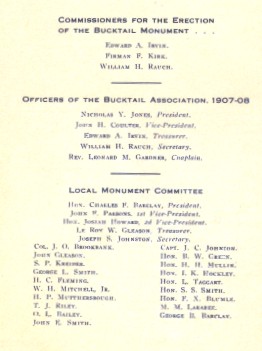 Commissioners for the Erection
of the Bucktail Monument . . .
Edward A. Irvin.
Firman F. Kirk.
William H. Rauch.
Officers of the Bucktail Association, 1907-08
Nicholas Y. Jones, President.
John H. Coulter, Vice-President.
Edward A. Irvin, Treasurer.
William H. Rauch, Secretary.
Rev. Leonard M. Gardner, Chaplain.
Local Monument Committee
Hon. Charles F. Barclay, President.
John E. Parsons, 1st Vice-President.
Hon. Josiah Howard, 2d Vice-President.
Le Roy W. Gleason, Treasurer.
Joseph S. Johnston, Secretary.
Col. J. O. Brookbank.
John Gleason.
S. P. Kreider.
George L. Smith.
H. C. Fleming.
W. H. Mitchell, Jr.
H. P.
T. J. Riley.
O. L. Bailey.
John E. Smith.
Capt. J. C. Johnson.
Hon. B. W. Green.
Hon. H. H. Mullin.
Hon. I. K. Hockley.
Hon. L. Taggart.
Hon. S. S. Smith.
Hon. F. X. Blumle.
M. M. Larabee.
George B. Barclay.